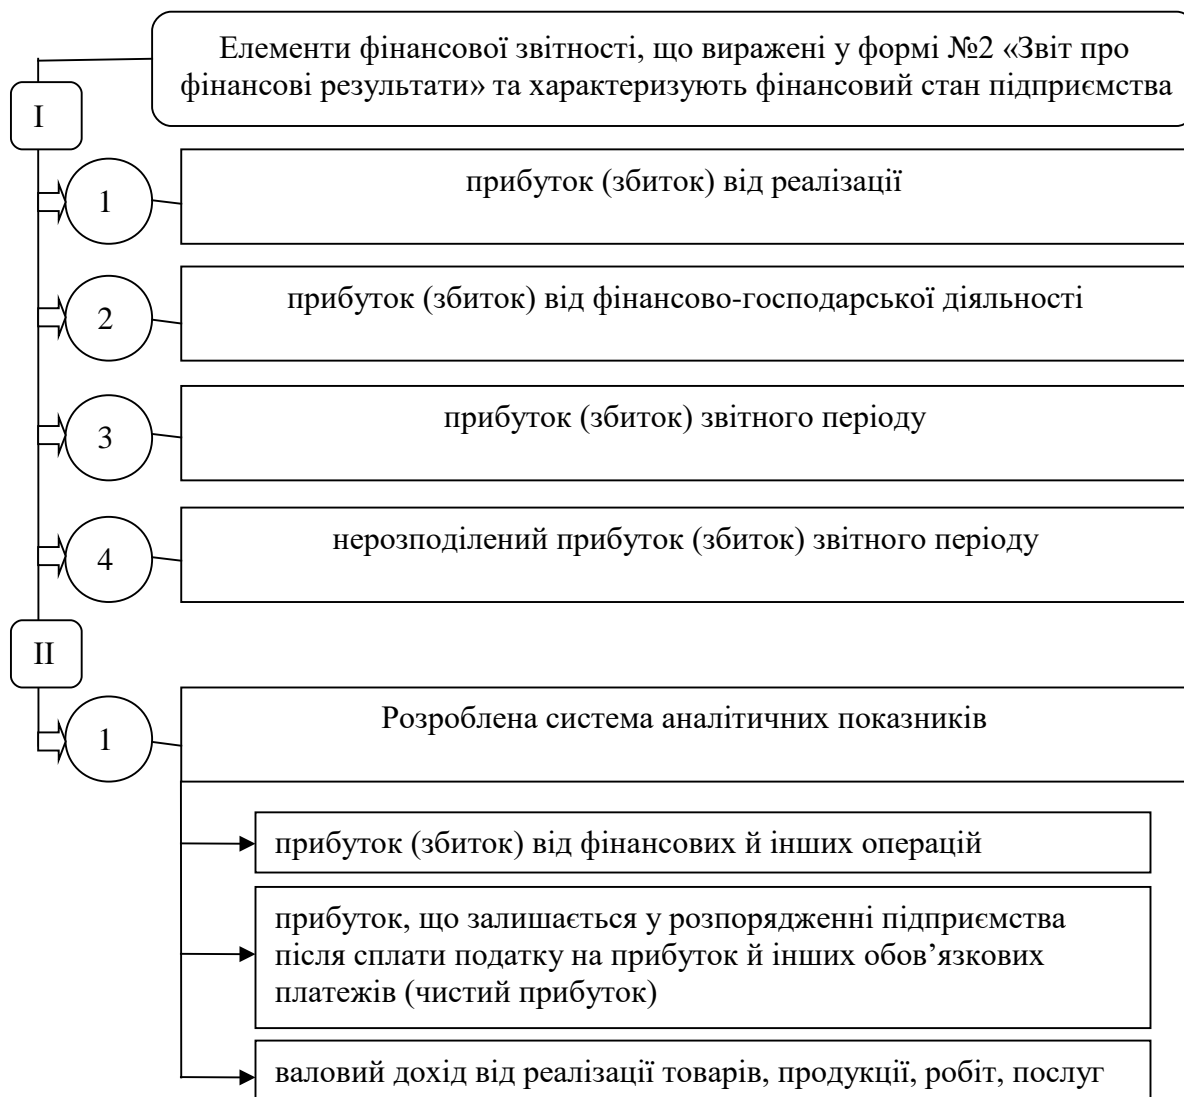 Елементи фінансової звітності, що виражені у формі №2 «Звіт про
фінансові результати» та характеризують фінансовий стан підприємства
I
1
прибуток (збиток) від реалізації
2
прибуток (збиток) від фінансово-господарської діяльності
3
прибуток (збиток) звітного періоду
4
нерозподілений прибуток (збиток) звітного періоду
II
1
Розроблена система аналітичних показників
прибуток (збиток) від фінансових й інших операцій
прибуток, що залишається у розпорядженні підприємства
після сплати податку на прибуток й інших обов’язкових
платежів (чистий прибуток)
валовий дохід від реалізації товарів, продукції, робіт, послуг